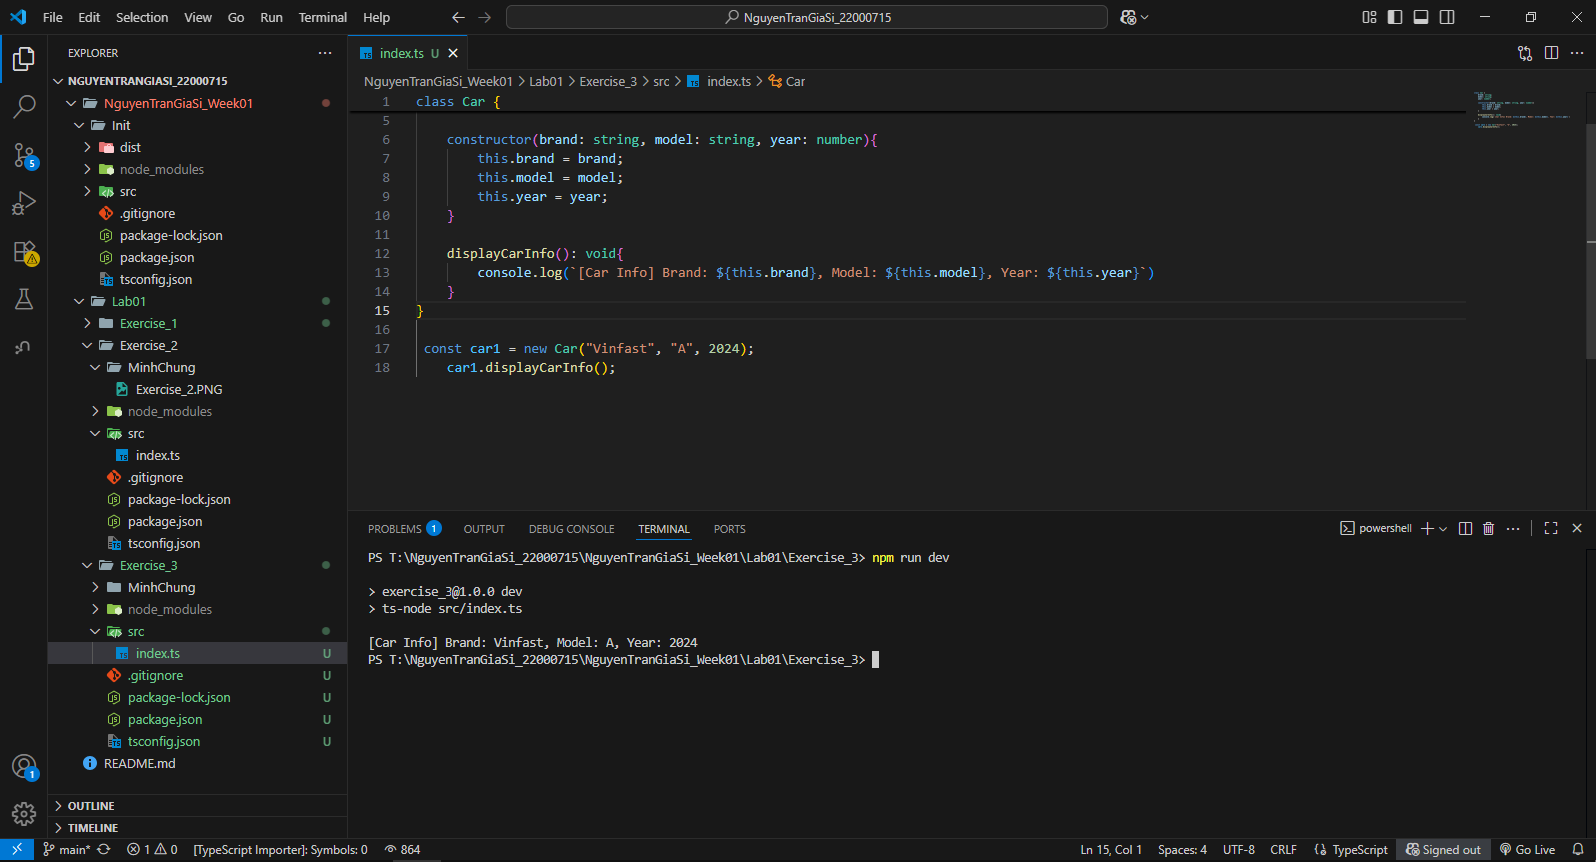 File Edit Selection View Go Run Terminal Help
NguyenTranGiaSi_22000715
EXPLORER
NGUYENTRANGIASI_22000715
NguyenTranGiaSi_Week01
Init
dist
node_modules
src
.gitignore
package-lock.json
package.json
tsconfig.json
Lab01
Exercise_1
Exercise_2
MinhChung
Exercise_2.PNG
node_modules
src
index.ts
.gitignore
package-lock.json
package.json
tsconfig.json
Exercise_3
MinhChung
node_modules
src
index.ts U
.gitignore U
package-lock.json U
package.json U
tsconfig.json U
README.md
OUTLINE
TIMELINE
5
1
index.ts U
NguyenTranGiaSi_Week01 > Lab01 > Exercise_3 > src > index.ts > Car
1 class Car {
5
6 constructor(brand: string, model: string, year: number){
7 this.brand = brand;
8 this.model = model;
9 this.year = year;
10 }
11
12 displayCarInfo(): void{
13 console.log(`[Car Info] Brand: ${this.brand}, Model: ${this.model}, Year: ${this.year}`)
14 }
15 }
16
17 const car1 = new Car("Vinfast", "A", 2024);
18 car1.displayCarInfo();
PROBLEMS 1 OUTPUT DEBUG CONSOLE TERMINAL PORTS
powershell
PS T:\NguyenTranGiaSi_22000715\NguyenTranGiaSi_Week01\Lab01\Exercise_3> npm run dev
> exercise_3@1.0.0 dev
> ts-node src/index.ts
[Car Info] Brand: Vinfast, Model: A, Year: 2024
PS T:\NguyenTranGiaSi_22000715\NguyenTranGiaSi_Week01\Lab01\Exercise_3>
main* 1 0 [TypeScript Importer]: Symbols: 0 864 Ln 15, Col 1 Spaces: 4 UTF-8 CRLF {} TypeScript Signed out Go Live